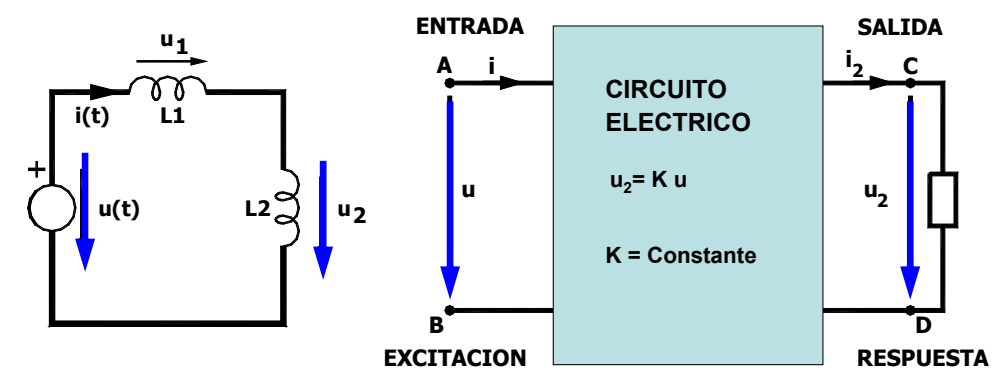 u1
i(t)
L1
+
u(t)
L2
u2
ENTRADA
A
i
u
B
EXCITACION
CIRCUITO
ELECTRICO
u2= K u
K = Constante
SALIDA
i2
C
u2
D
RESPUESTA